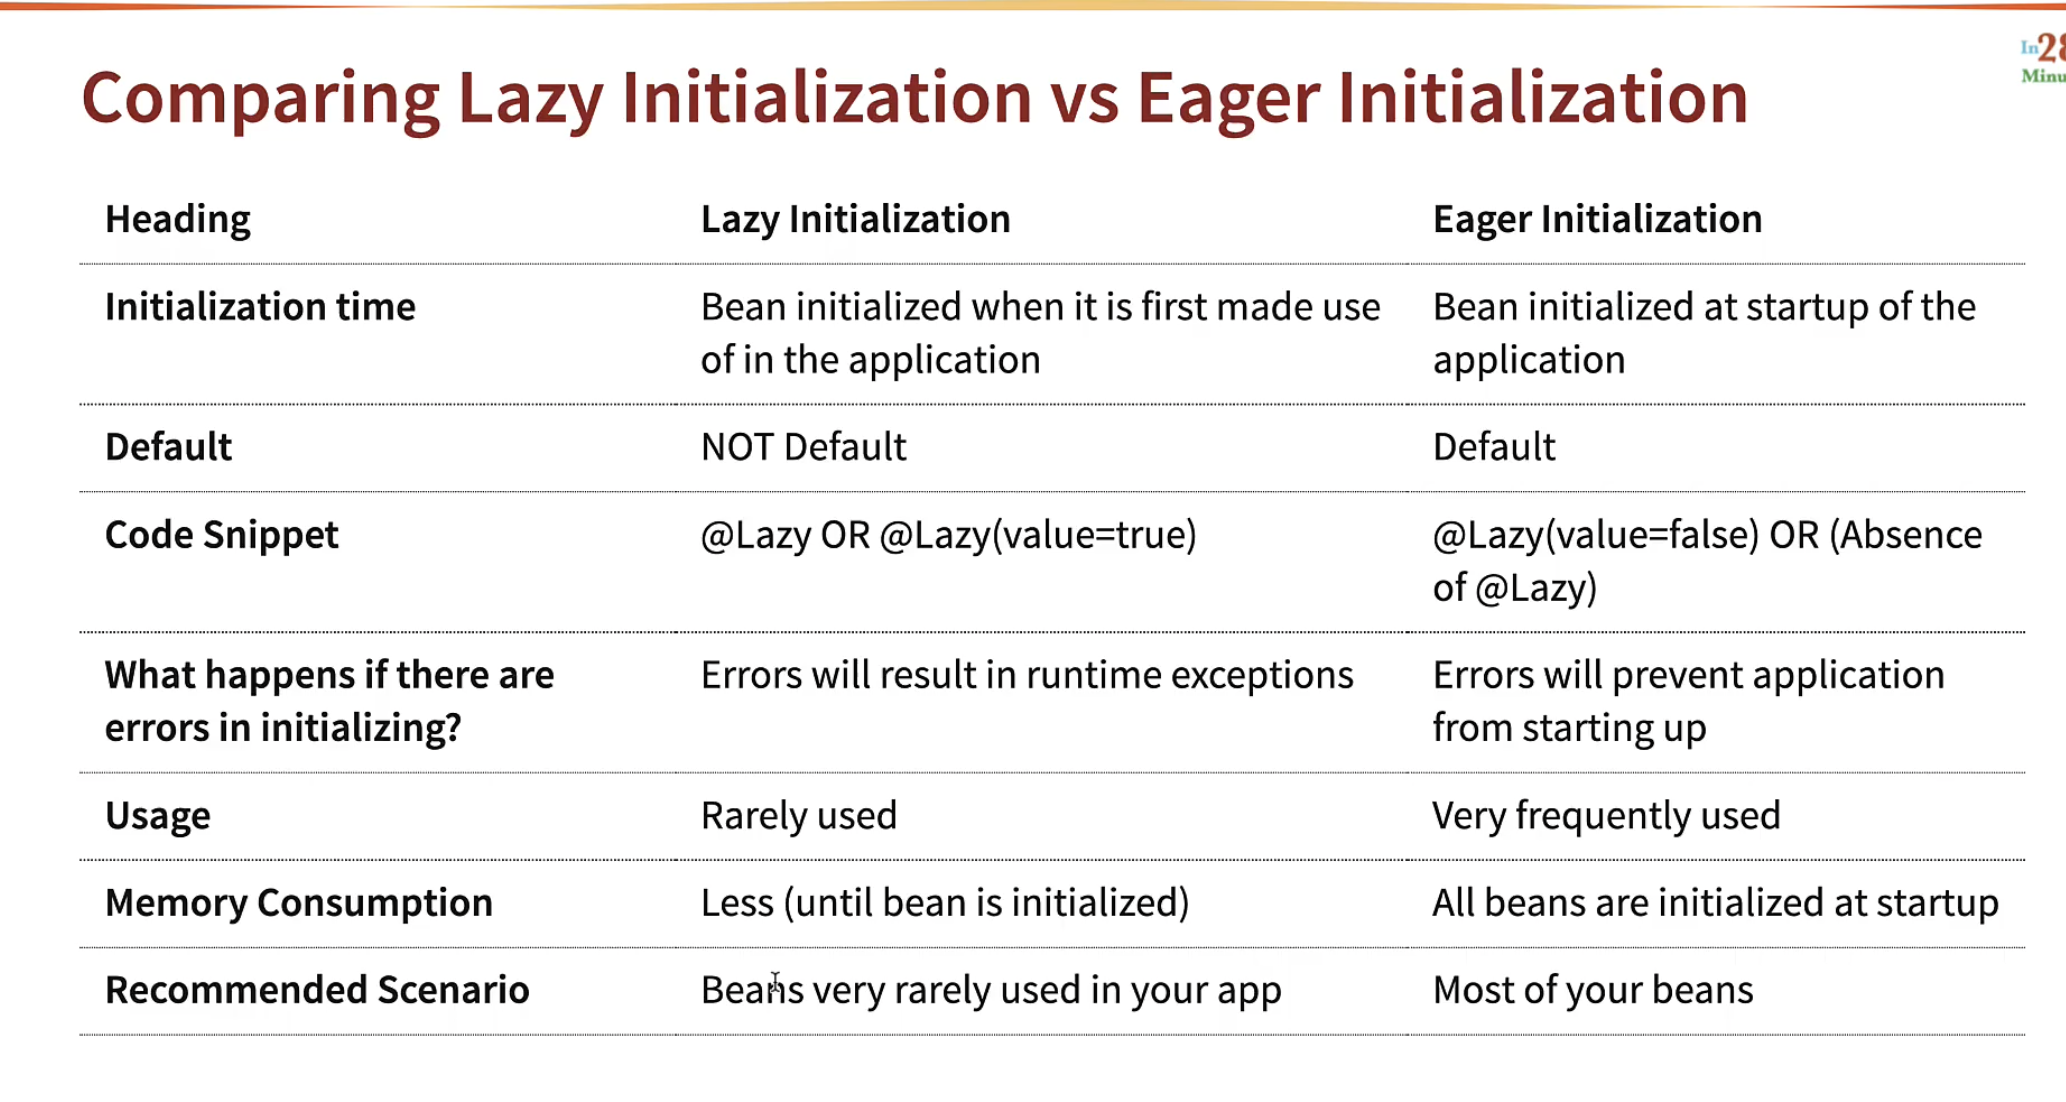 In28
Minu
Comparing Lazy Initialization vs Eager Initialization
Heading
Lazy Initialization
Eager Initialization
Initialization time
Bean initialized when it is first made use
of in the application
Bean initialized at startup of the
application
Default
NOT Default
Default
Code Snippet
@Lazy OR @Lazy(value=true)
@Lazy(value=false) OR (Absence
of @Lazy)
What happens if there are
errors in initializing?
Errors will result in runtime exceptions
Errors will prevent application
from starting up
Usage
Rarely used
Very frequently used
Memory Consumption
Less (until bean is initialized)
All beans are initialized at startup
Recommended Scenario
Beans very rarely used in your app
Most of your beans